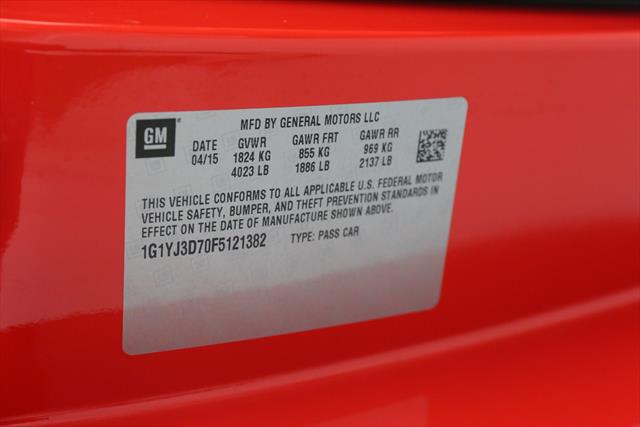 GM
MFD BY GENERAL MOTORS LLC
DATE GVWR GAWR FRT GAWR RR
04/15 1824 KG 855 KG 969 KG
4023 LB 1886 LB 2137 LB
THIS VEHICLE CONFORMS TO ALL APPLICABLE U.S. FEDERAL MOTOR
VEHICLE SAFETY, BUMPER, AND THEFT PREVENTION STANDARDS IN
EFFECT ON THE DATE OF MANUFACTURE SHOWN ABOVE.
1G1YJ3D70F5121382 TYPE: PASS CAR